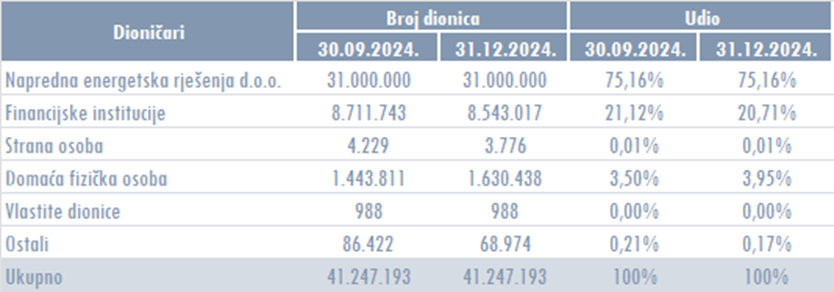 Dioničari Broj dionica Udio
30.09.2024. 31.12.2024. 30.09.2024. 31.12.2024.
Napredna energetska rješenja d.o.o. 31.000.000 31.000.000 75,16% 75,16%
Financijske institucije 8.711.743 8.543.017 21,12% 20,71%
Strana osoba 4.229 3.776 0,01% 0,01%
Domaća fizička osoba 1.443.811 1.630.438 3,50% 3,95%
Vlastite dionice 988 988 0,00% 0,00%
Ostali 86.422 68.974 0,21% 0,17%
Ukupno 41.247.193 41.247.193 100% 100%